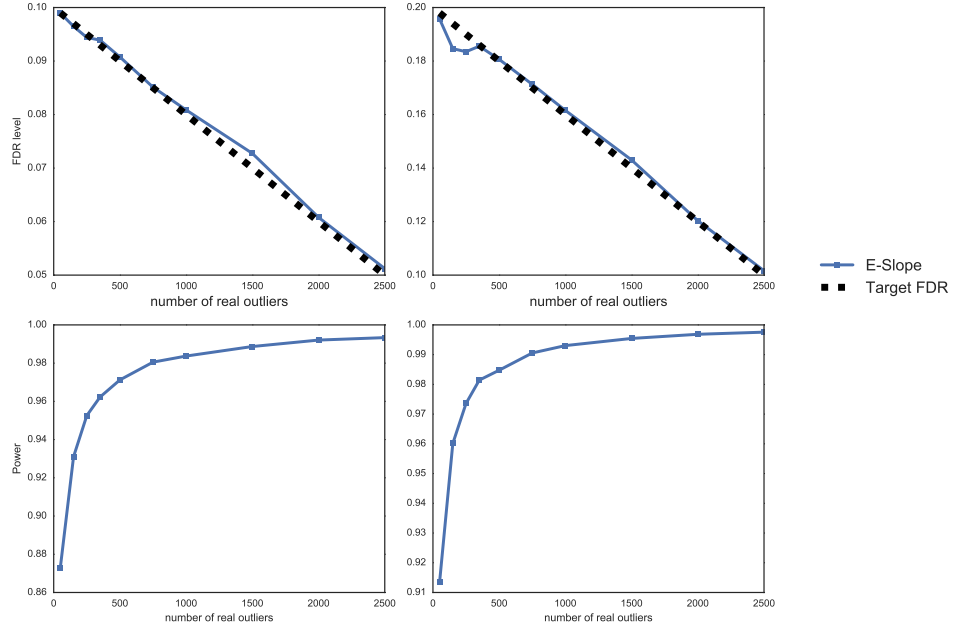 0.10
0.09
0.08
0.07
0.06
0.05
FDR level
0 500 1000 1500 2000 2500
number of real outliers
0.20
0.18
0.16
0.14
0.12
0.10
0 500 1000 1500 2000 2500
number of real outliers
E-Slope
Target FDR
1.00
0.98
0.96
0.94
0.92
0.90
0.88
0.86
Power
0 500 1000 1500 2000 2500
number of real outliers
1.00
0.99
0.98
0.97
0.96
0.95
0.94
0.93
0.92
0.91
0 500 1000 1500 2000 2500
number of real outliers